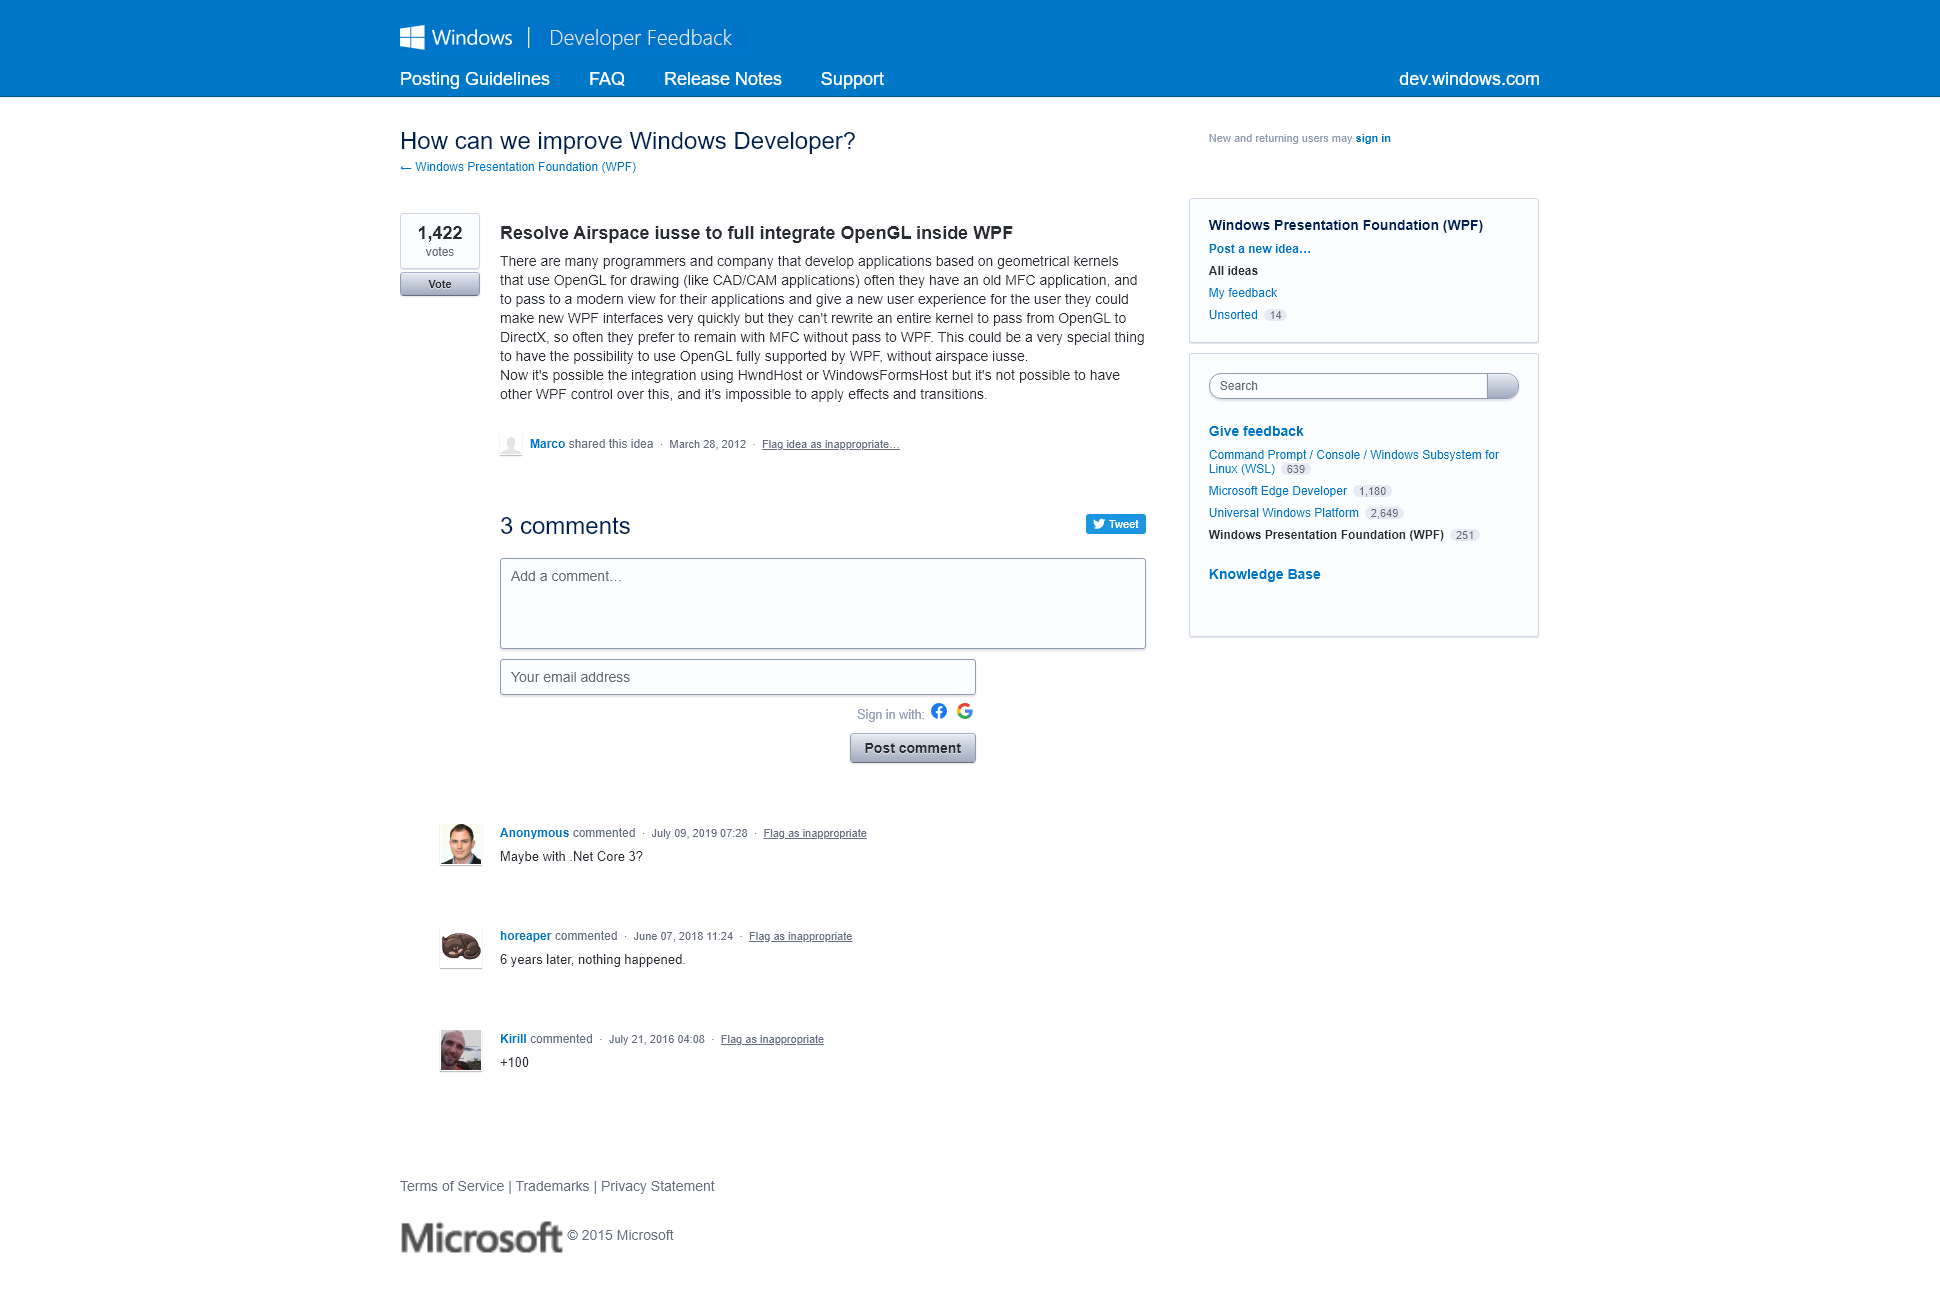 Windows | Developer Feedback
Posting Guidelines FAQ Release Notes Support dev.windows.com
How can we improve Windows Developer?
← Windows Presentation Foundation (WPF)
New and returning users may sign in
1,422
votes
Vote
Resolve Airspace iusse to full integrate OpenGL inside WPF
There are many programmers and company that develop applications based on geometrical kernels
that use OpenGL for drawing (like CAD/CAM applications) often they have an old MFC application, and
to pass to a modern view for their applications and give a new user experience for the user they could
make new WPF interfaces very quickly but they can't rewrite an entire kernel to pass from OpenGL to
DirectX, so often they prefer to remain with MFC without pass to WPF. This could be a very special thing
to have the possibility to use OpenGL fully supported by WPF, without airspace iusse.
Now it's possible the integration using HwndHost or WindowsFormsHost but it's not possible to have
other WPF control over this, and it's impossible to apply effects and transitions.
Marco shared this idea · March 28, 2012 · Flag idea as inappropriate…
3 comments
Tweet
Add a comment…
Your email address
Sign in with:
Post comment
Anonymous commented · July 09, 2019 07:28 · Flag as inappropriate
Maybe with .Net Core 3?
horeaper commented · June 07, 2018 11:24 · Flag as inappropriate
6 years later, nothing happened.
Kirill commented · July 21, 2016 04:08 · Flag as inappropriate
+100
Windows Presentation Foundation (WPF)
Post a new idea…
All ideas
My feedback
Unsorted 14
Search
Give feedback
Command Prompt / Console / Windows Subsystem for
Linux (WSL) 639
Microsoft Edge Developer 1,180
Universal Windows Platform 2,649
Windows Presentation Foundation (WPF) 251
Knowledge Base
Terms of Service | Trademarks | Privacy Statement
Microsoft © 2015 Microsoft